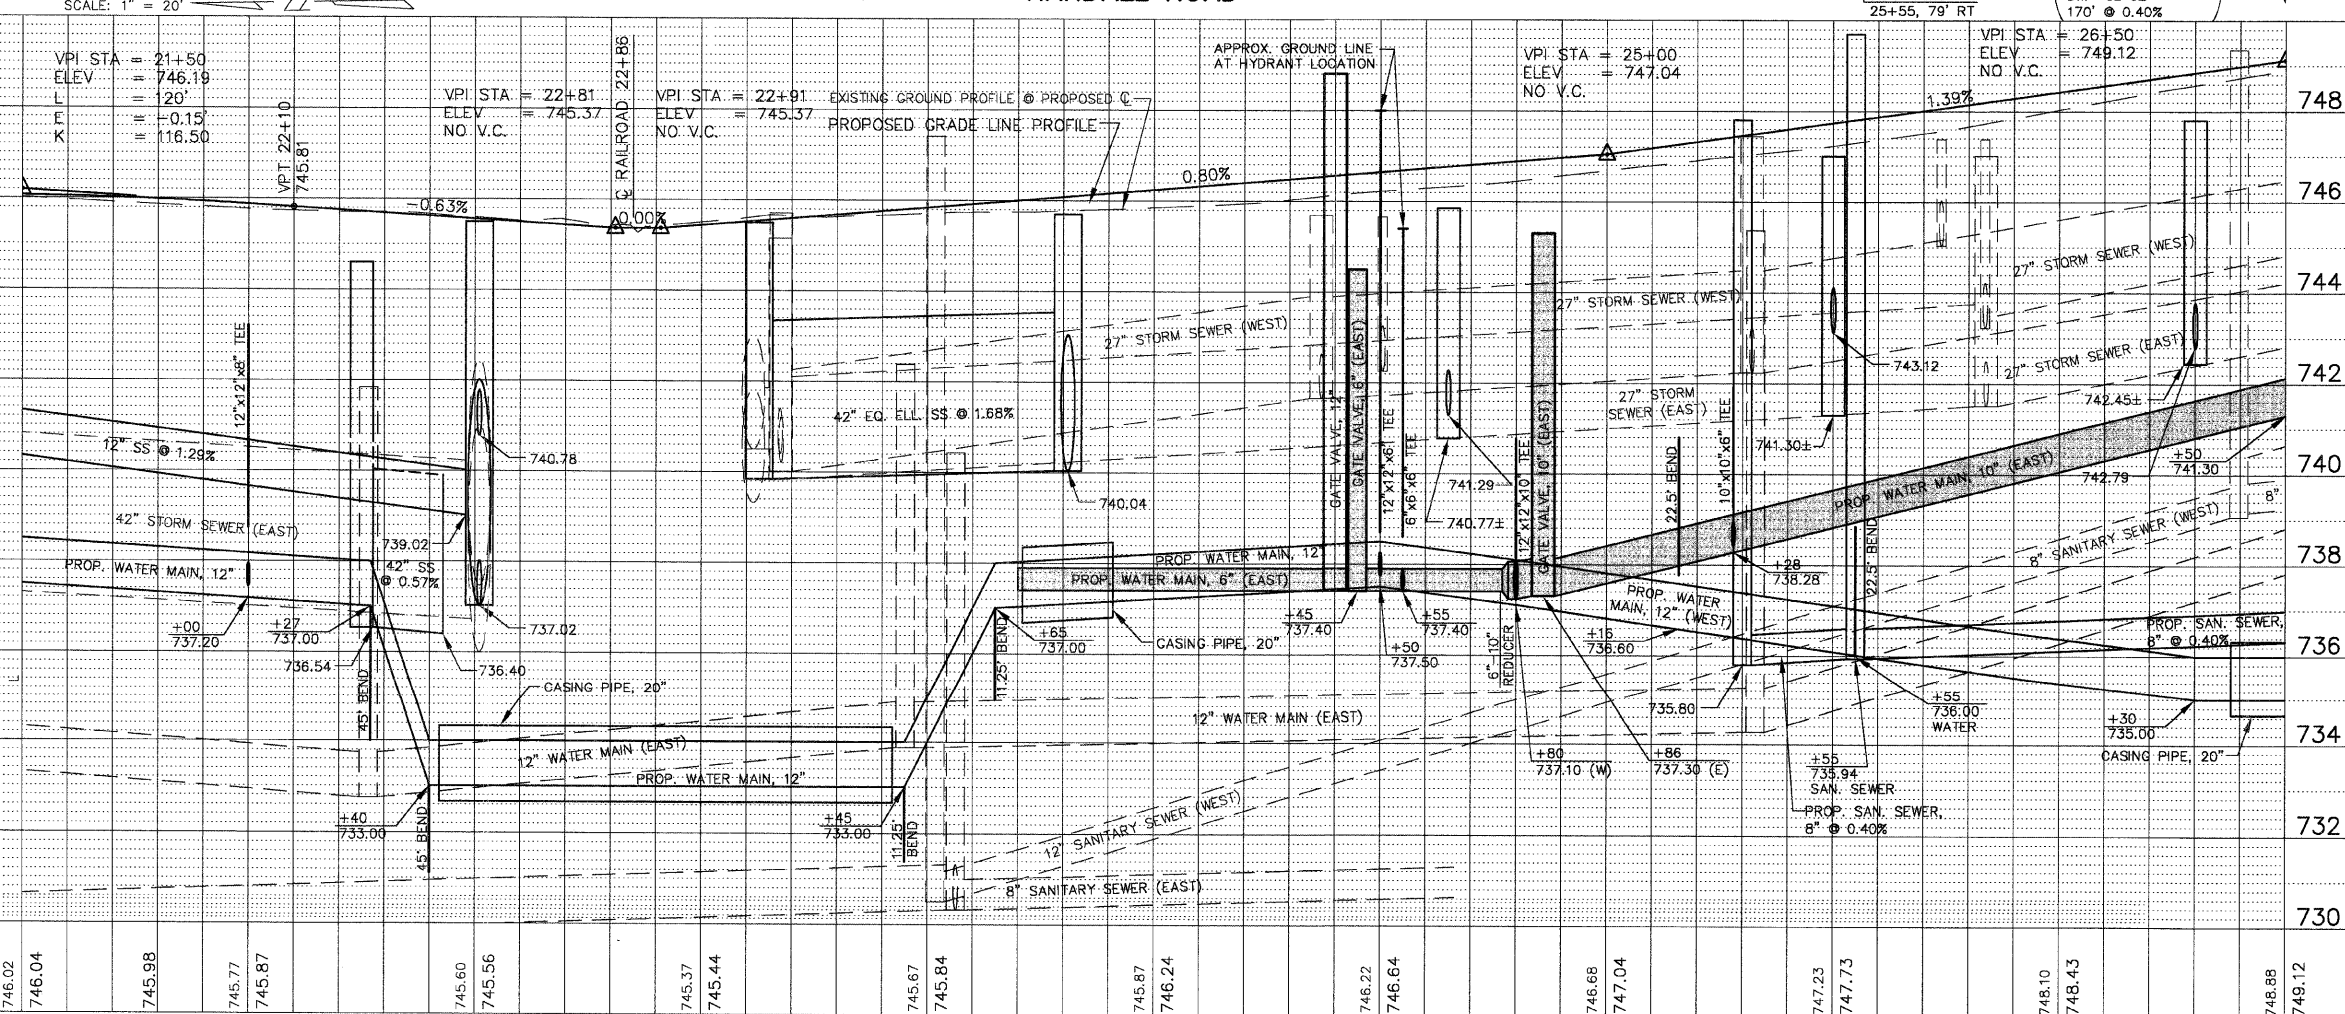 SCALE: 1" = 20'
25+55, 79' RT
170' @ 0.40%
VPI STA = 21+50
ELEV = 746.19
L = 120'
E = -0.15'
K = 116.50
VPT 22+10
745.81
VPI STA = 22+81
ELEV = 745.37
NO V.C.
℄ RAILROAD 22+86
VPI STA = 22+91
ELEV = 745.37
NO V.C.
EXISTING GROUND PROFILE @ PROPOSED ℄
PROPOSED GRADE LINE PROFILE
APPROX. GROUND LINE
AT HYDRANT LOCATION
VPI STA = 25+00
ELEV = 747.04
NO V.C.
VPI STA = 26+50
ELEV = 749.12
NO V.C.
-0.63%
0.00%
0.80%
1.39%
748
746
744
742
740
738
736
734
732
730
12"x12"x8" TEE
12" SS @ 1.29%
42" STORM SEWER (EAST)
PROP. WATER MAIN, 12"
+00
737.20
+27
737.00
736.54
45° BEND
739.02
42" SS
@ 0.57%
740.78
737.02
736.40
CASING PIPE, 20"
12" WATER MAIN (EAST)
PROP. WATER MAIN, 12"
+40
733.00
45° BEND
+45
733.00
11.25°
BEND
42" EQ. ELL. SS @ 1.68%
740.04
27" STORM SEWER (WEST)
PROP. WATER MAIN, 12"
PROP. WATER MAIN, 6" (EAST)
11.25° BEND
+65
737.00
CASING PIPE, 20"
12" WATER MAIN (EAST)
12" SANITARY SEWER (WEST)
8" SANITARY SEWER (EAST)
GATE VALVE, 12"
GATE VALVE, 6" (EAST)
12"x12"x6" TEE
6"x6"x6" TEE
+45
737.40
+55
737.40
+50
737.50
741.29
740.77±
6"-10"
REDUCER
12"x12"x10" TEE
GATE VALVE, 10" (EAST)
27" STORM SEWER (WEST)
27" STORM
SEWER (EAST)
22.5° BEND
10"x10"x6" TEE
741.30±
743.12
PROP. WATER MAIN, 10" (EAST)
+28
738.28
PROP. WATER
MAIN, 12" (WEST)
+16
736.60
735.80
+80
737.10 (W)
+86
737.30 (E)
22.5° BEND
+55
736.00
WATER
+55
735.94
SAN. SEWER
PROP. SAN. SEWER,
8" @ 0.40%
27" STORM SEWER (WEST)
27" STORM SEWER (EAST)
742.45±
742.79
+50
741.30
8" SANITARY SEWER (WEST)
8"
PROP. SAN. SEWER,
8" @ 0.40%
+30
735.00
CASING PIPE, 20"
746.02
746.04
745.98
745.77
745.87
745.60
745.56
745.37
745.44
745.67
745.84
745.87
746.24
746.22
746.64
746.68
747.04
747.23
747.73
748.10
748.43
748.88
749.12